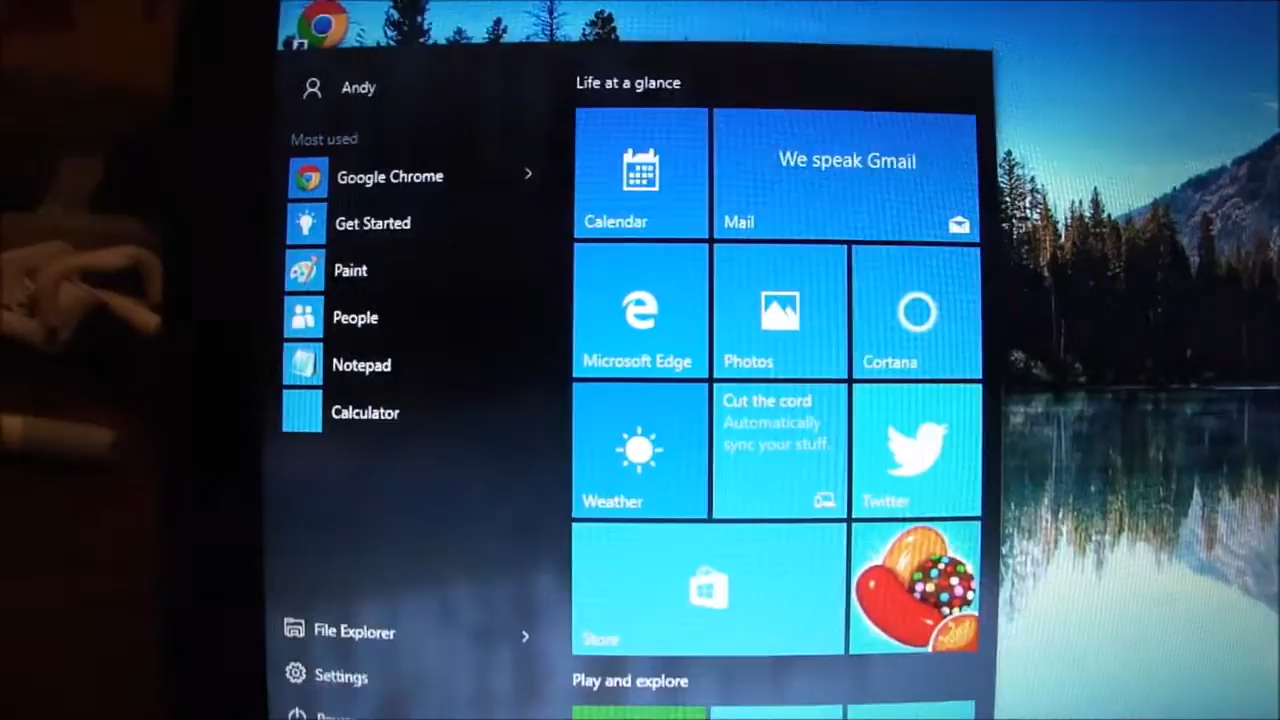 Andy
Most used
Google Chrome
Get Started
Paint
People
Notepad
Calculator
File Explorer
Settings
Life at a glance
Calendar
We speak Gmail
Mail
Microsoft Edge
Photos
Cortana
Weather
Cut the cord
Automatically
sync your stuff.
Twitter
Store
Play and explore